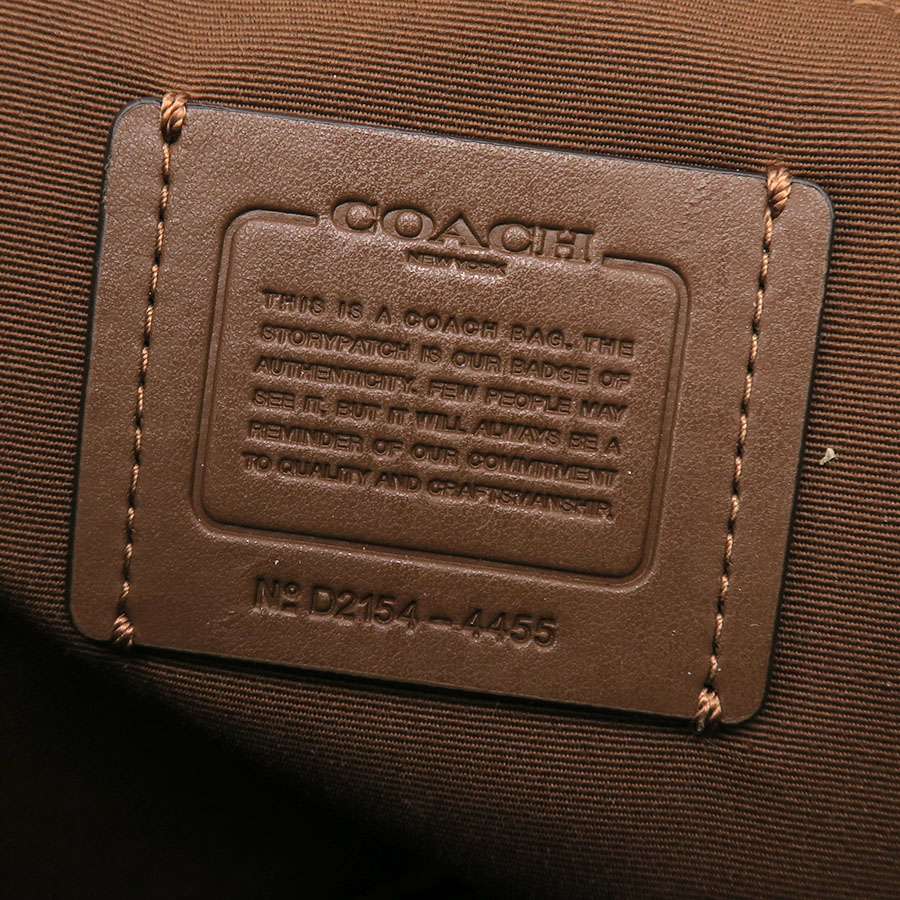 COACH
NEW YORK
THIS IS A COACH BAG. THE
STORYPATCH IS OUR BADGE OF
AUTHENTICITY. FEW PEOPLE MAY
SEE IT, BUT IT WILL ALWAYS BE A
REMINDER OF OUR COMMITMENT
TO QUALITY AND CRAFTSMANSHIP.
Nº D2154-4455